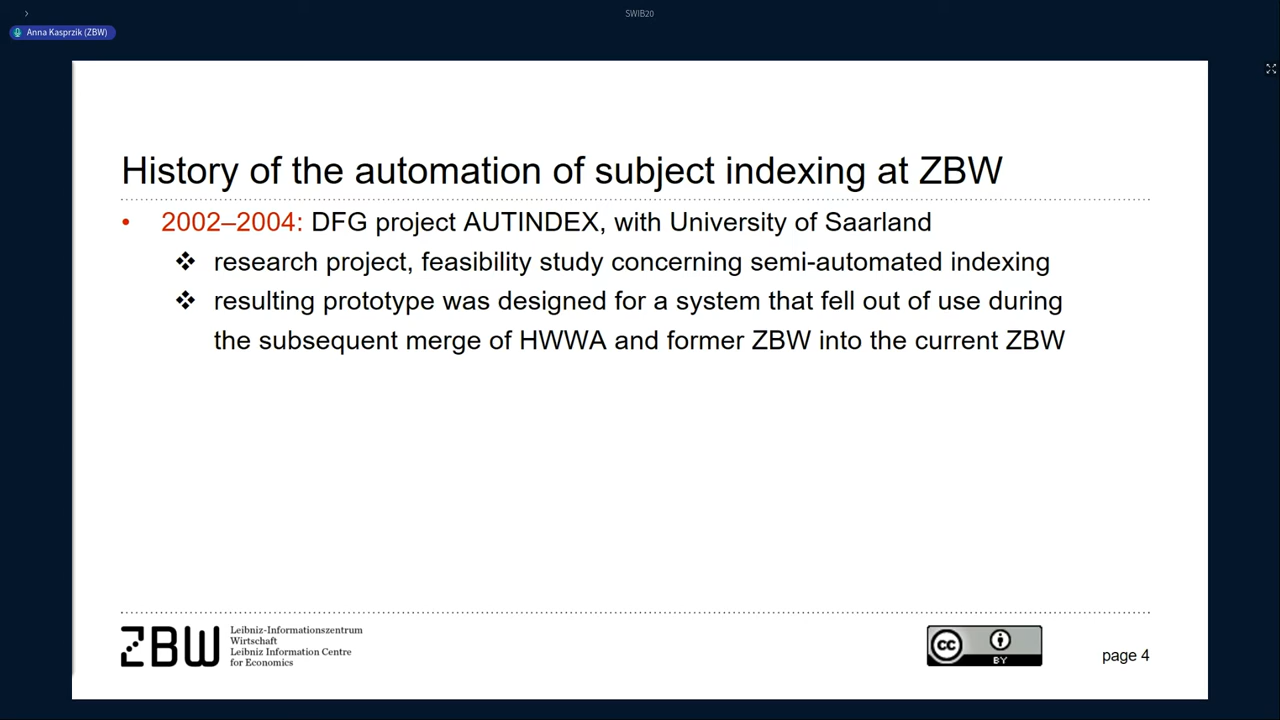 SWIB20
Anna Kasprzik (ZBW)
History of the automation of subject indexing at ZBW
• 2002–2004: DFG project AUTINDEX, with University of Saarland
❖ research project, feasibility study concerning semi-automated indexing
❖ resulting prototype was designed for a system that fell out of use during
the subsequent merge of HWWA and former ZBW into the current ZBW
ZBW
Leibniz-Informationszentrum
Wirtschaft
Leibniz Information Centre
for Economics
cc
BY
page 4